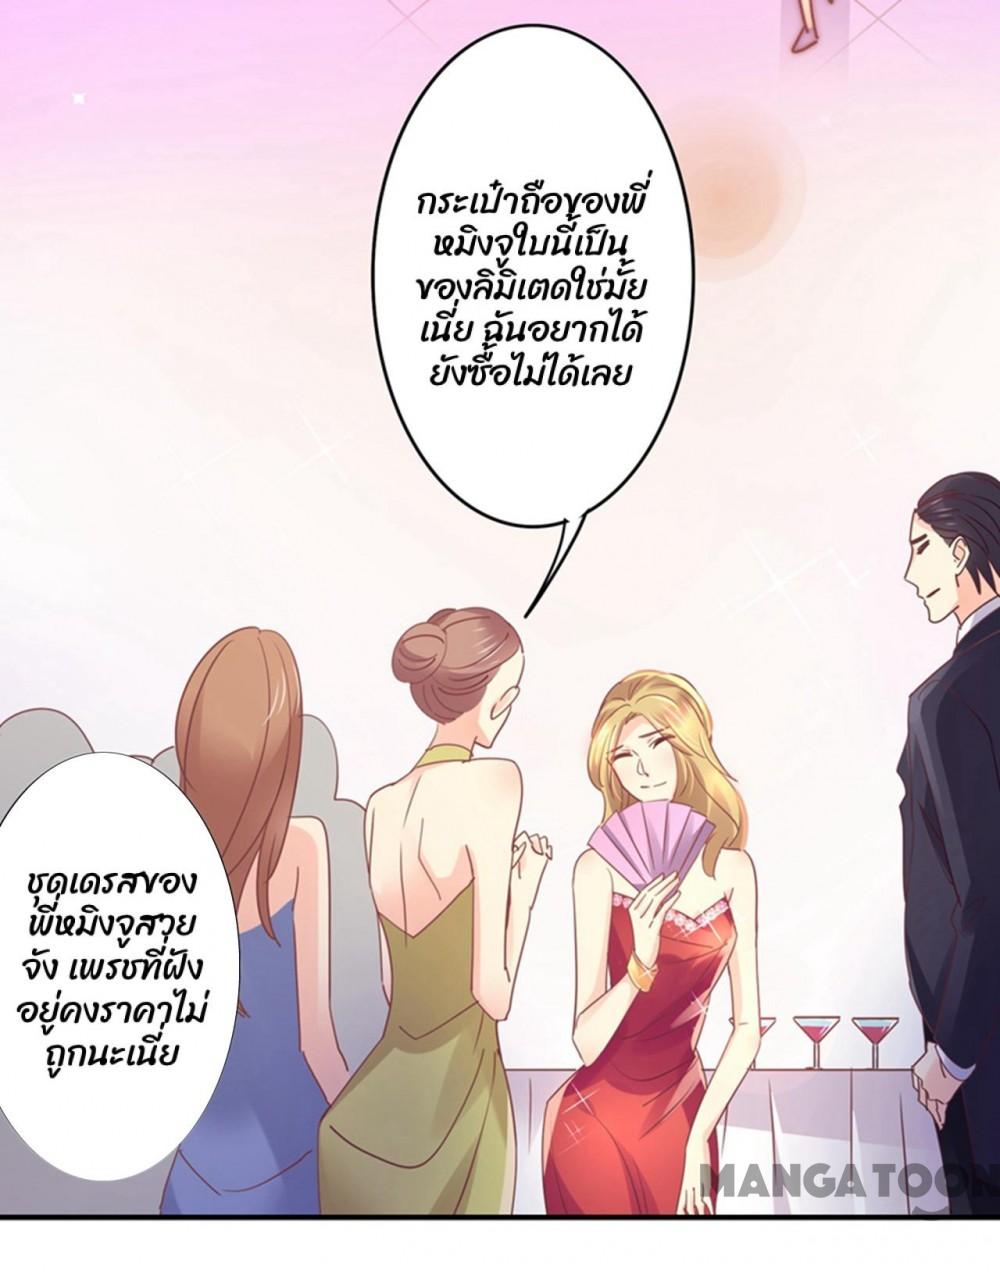 กระเป๋าถือของพี่
หมิงจูใบนี้เป็น
ของลิมิเตดใช่มั้ย
เนี่ย ฉันอยากได้
ยังซื้อไม่ได้เลย
ชุดเดรสของ
พี่หมิงจูสวย
จัง เพรชที่ฝัง
อยู่คงราคาไม่
ถูกนะเนี่ย
MANGATOON